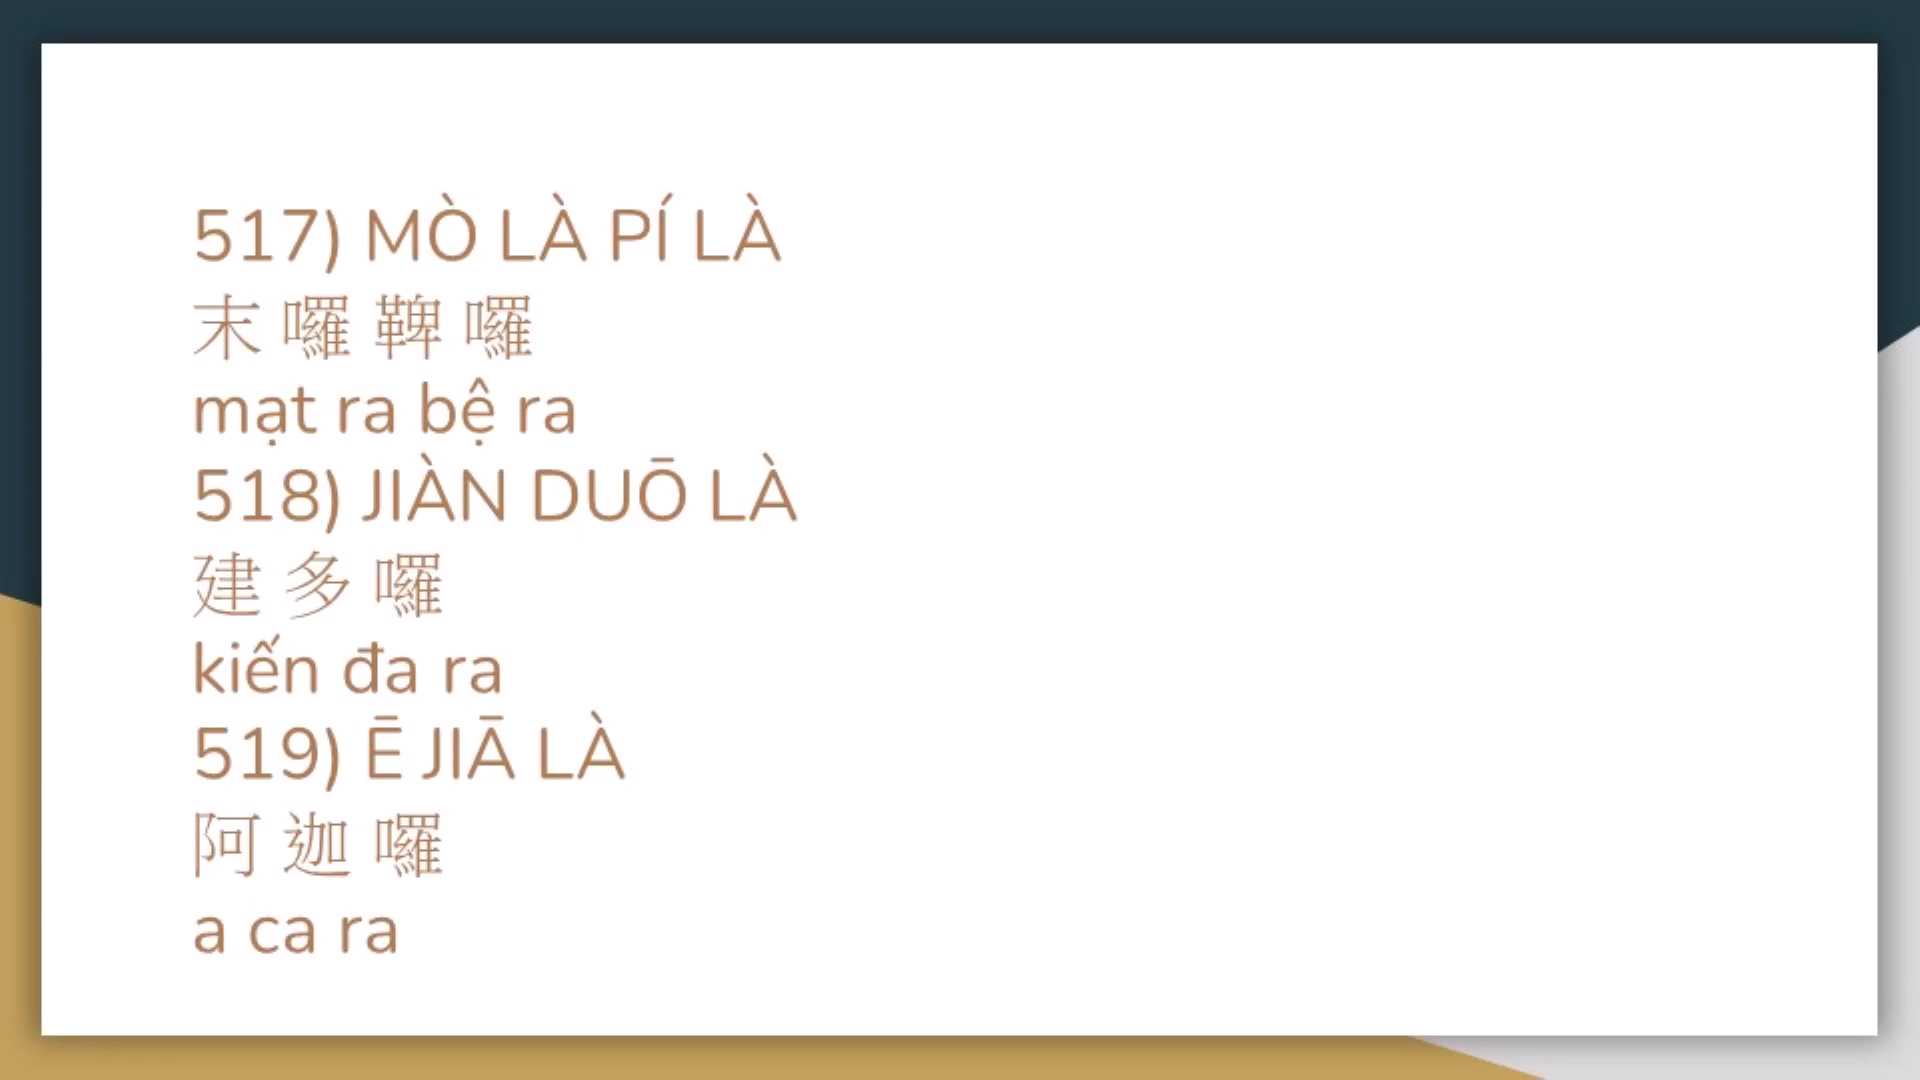 517) MÒ LÀ PÍ LÀ
末 囉 鞞 囉
mạt ra bệ ra
518) JIÀN DUŌ LÀ
建 多 囉
kiến đa ra
519) Ē JIĀ LÀ
阿 迦 囉
a ca ra